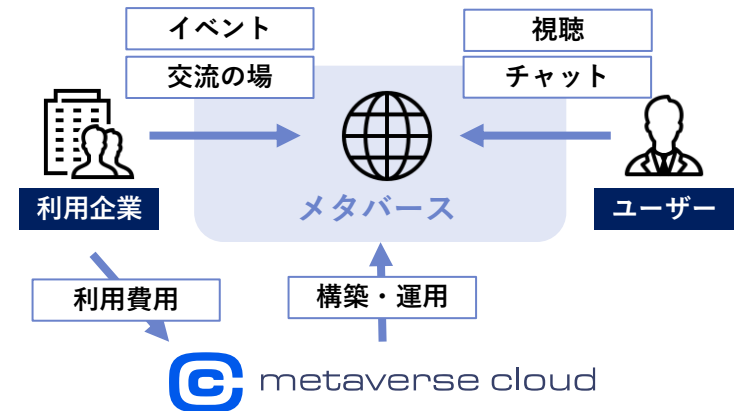 イベント
視聴
交流の場
チャット
利用企業
メタバース
ユーザー
利用費用
構築・運用
metaverse cloud